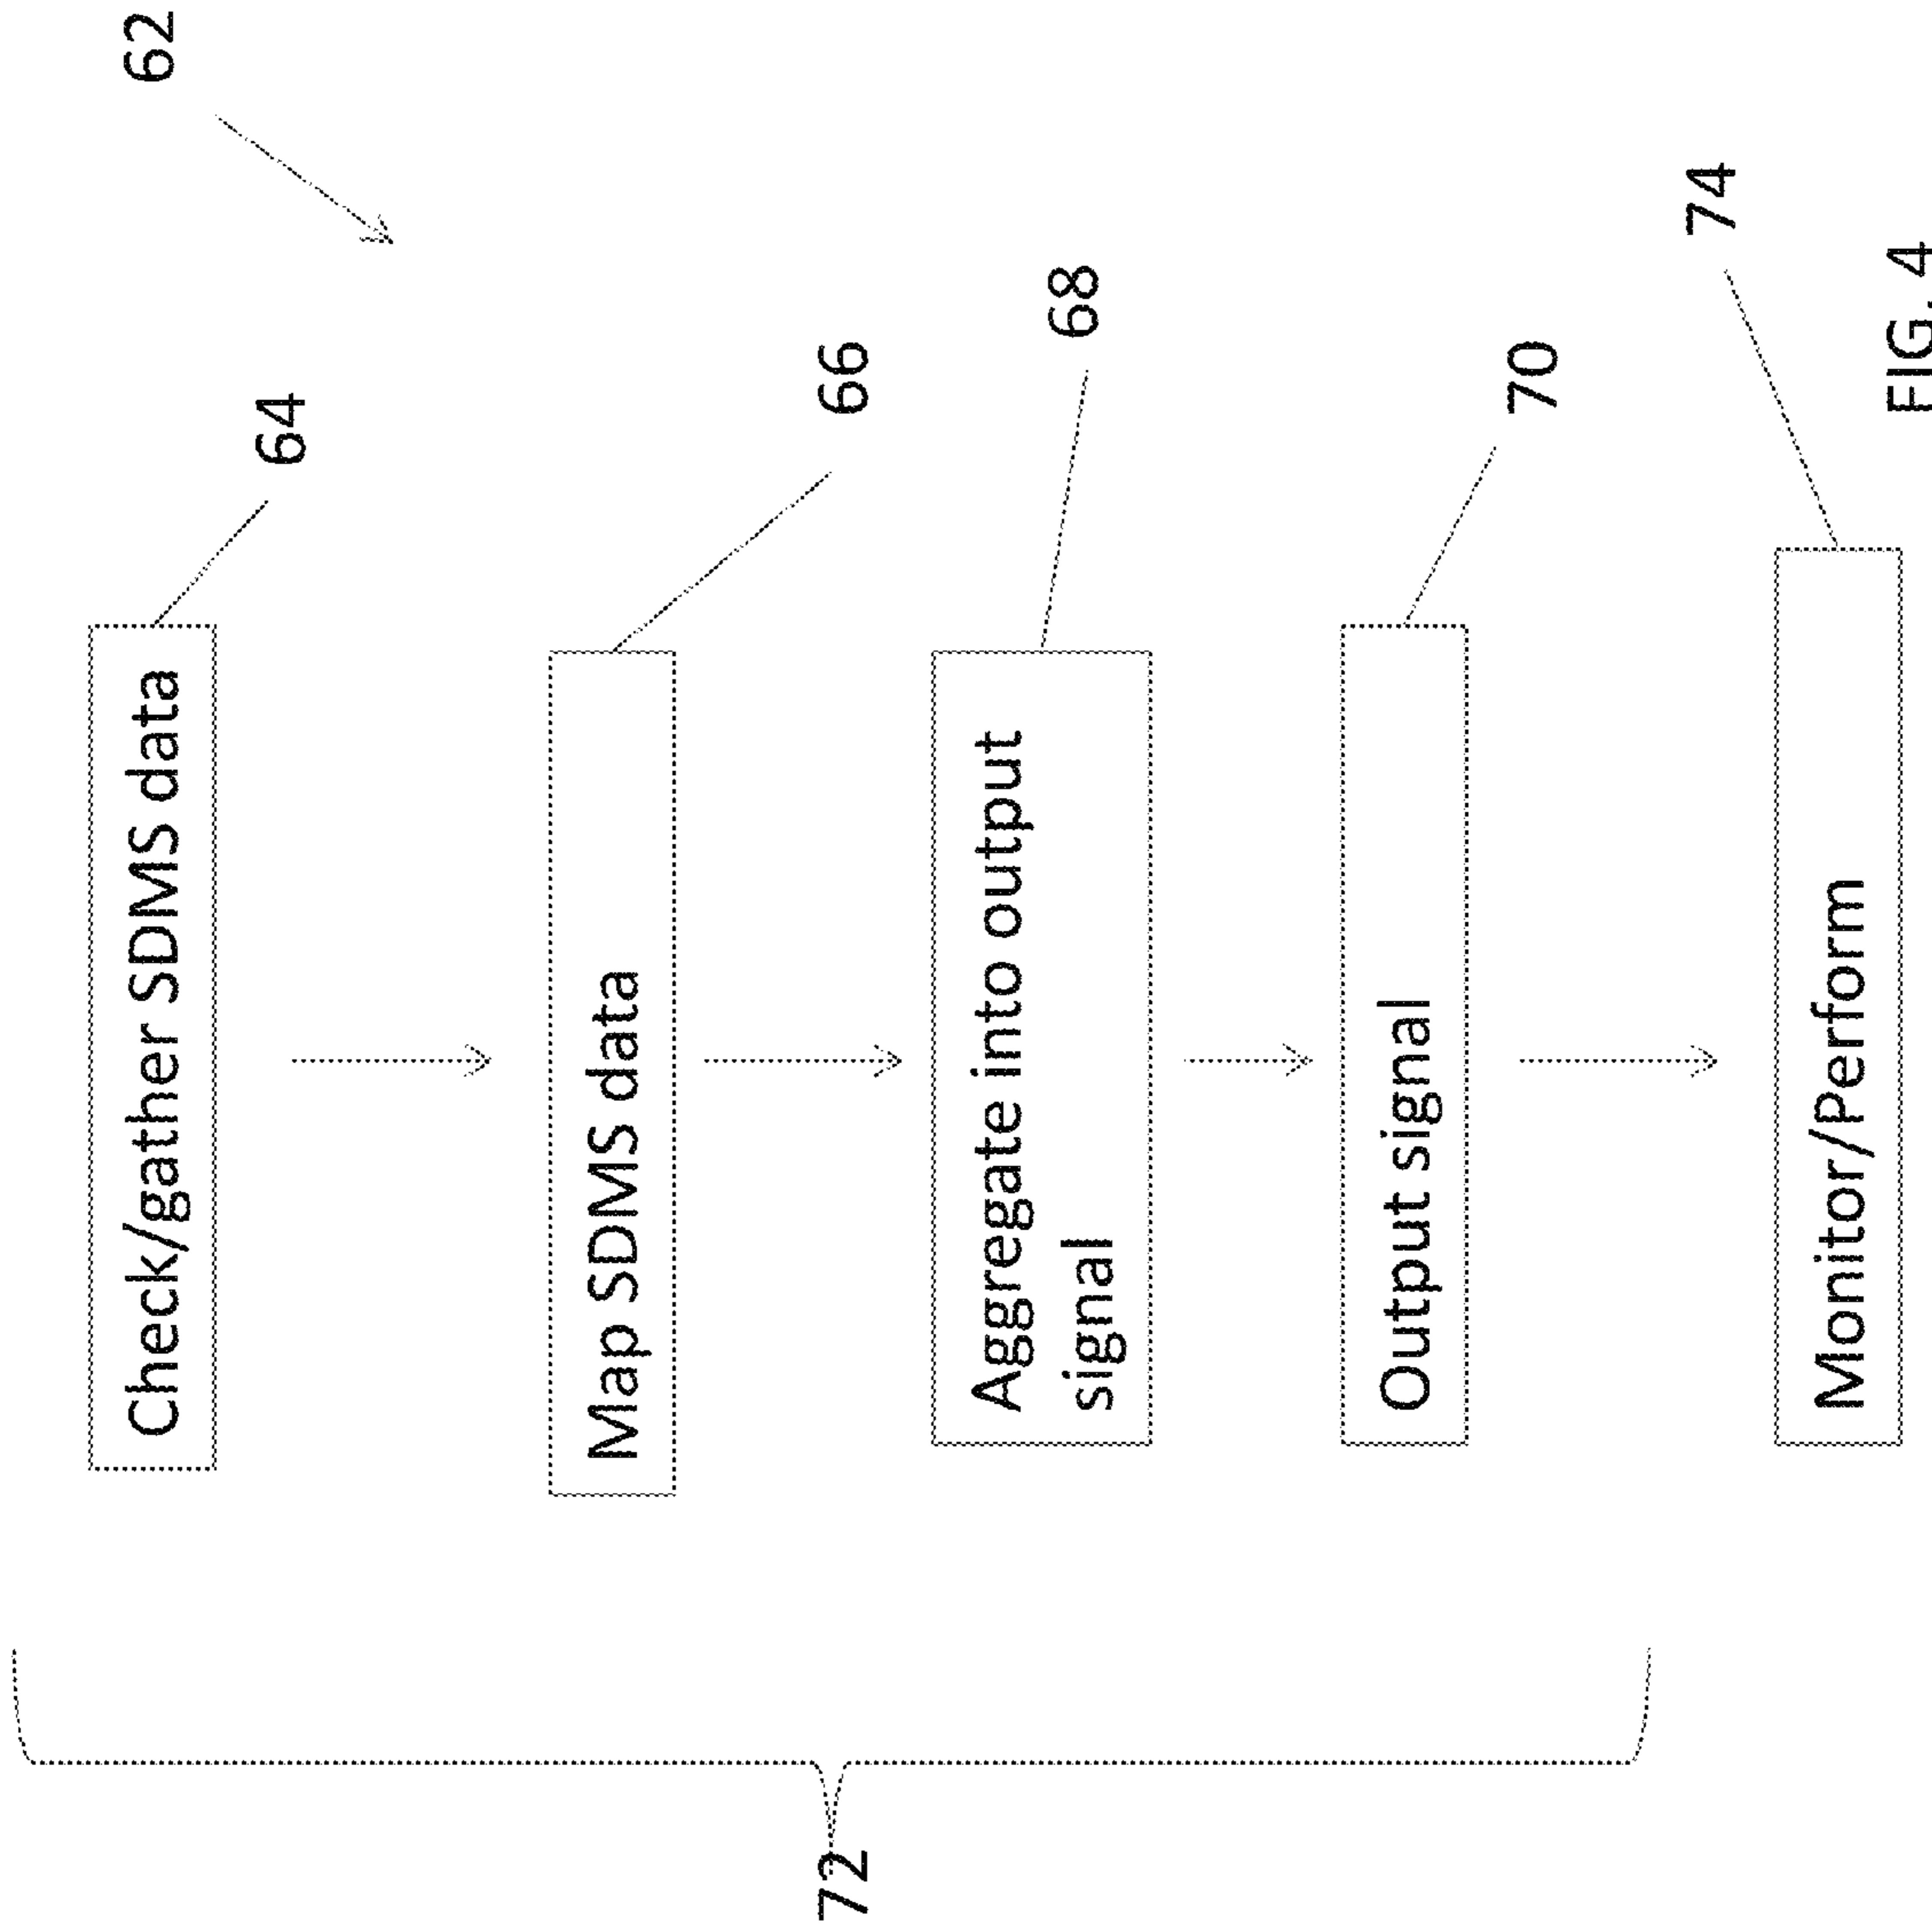 62
Check/gather SDMS data
64
Map SDMS data
66
72
Aggregate into output
signal
68
Output signal
70
Monitor/Perform
74
FIG. 4